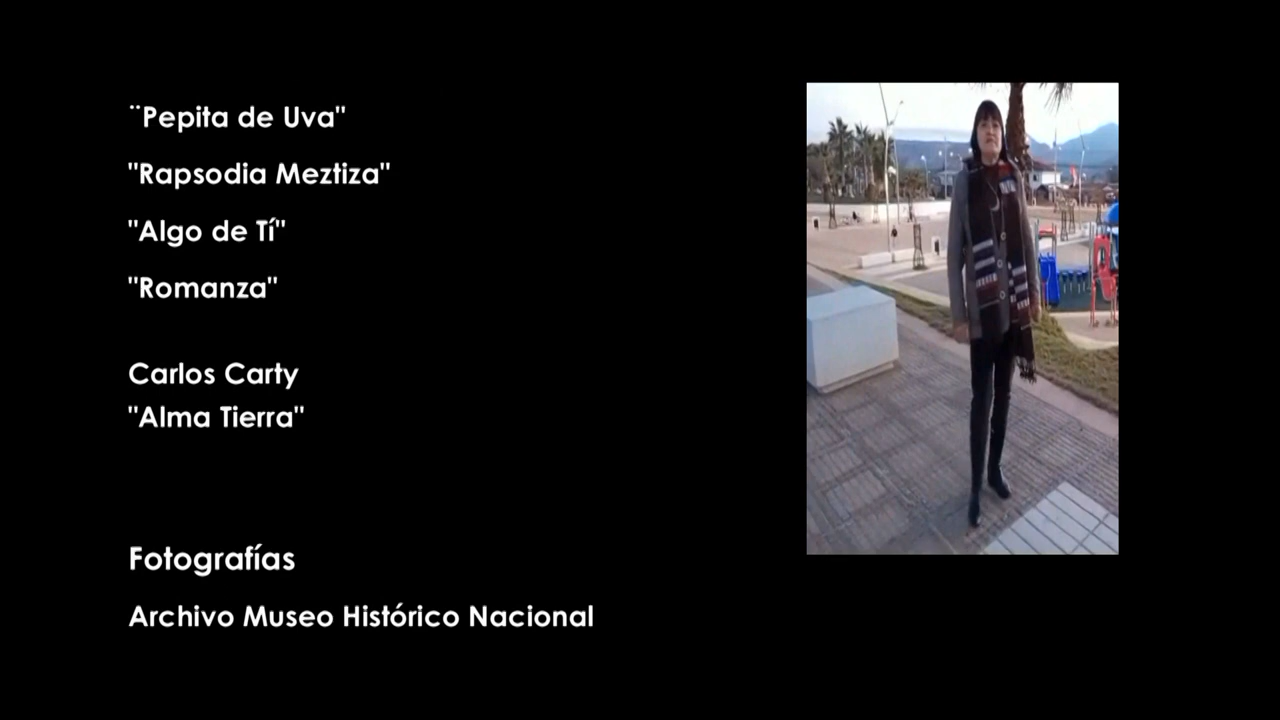 ¨Pepita de Uva"
"Rapsodia Meztiza"
"Algo de Tí"
"Romanza"
Carlos Carty
"Alma Tierra"
Fotografías
Archivo Museo Histórico Nacional